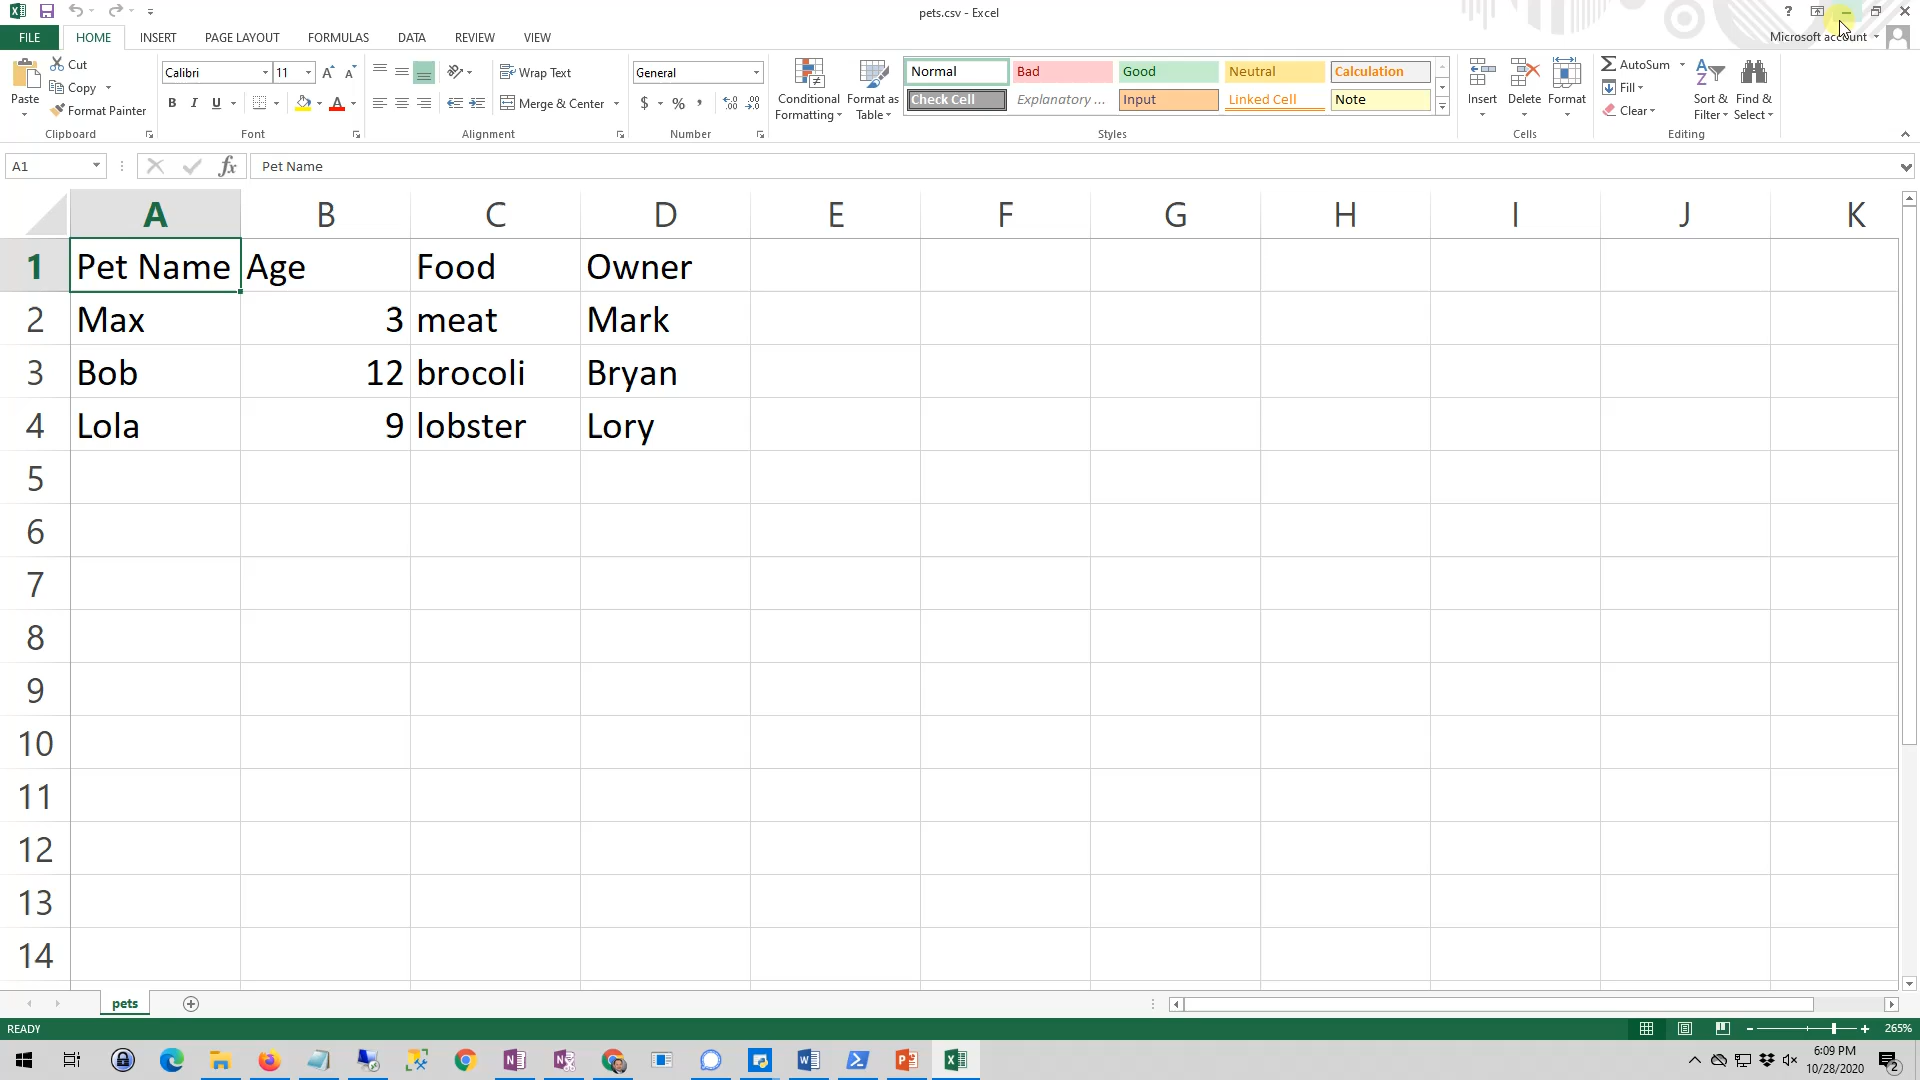 pets.csv - Excel
?
FILE HOME INSERT PAGE LAYOUT FORMULAS DATA REVIEW VIEW
Microsoft account
Paste
Cut
Copy
Format Painter
Clipboard
Calibri 11
B I U
Font
Wrap Text
Merge & Center
Alignment
General
$ % ,
Number
Conditional Formatting
Format as Table
Normal Bad Good Neutral Calculation
Check Cell Explanatory ... Input Linked Cell Note
Styles
Insert Delete Format
Cells
AutoSum
Fill
Clear
Sort & Filter
Find & Select
Editing
A1 fx Pet Name
A B C D E F G H I J K
1 Pet Name Age Food Owner
2 Max 3 meat Mark
3 Bob 12 brocoli Bryan
4 Lola 9 lobster Lory
5
6
7
8
9
10
11
12
13
14
pets
READY
265%
6:09 PM
10/28/2020
2